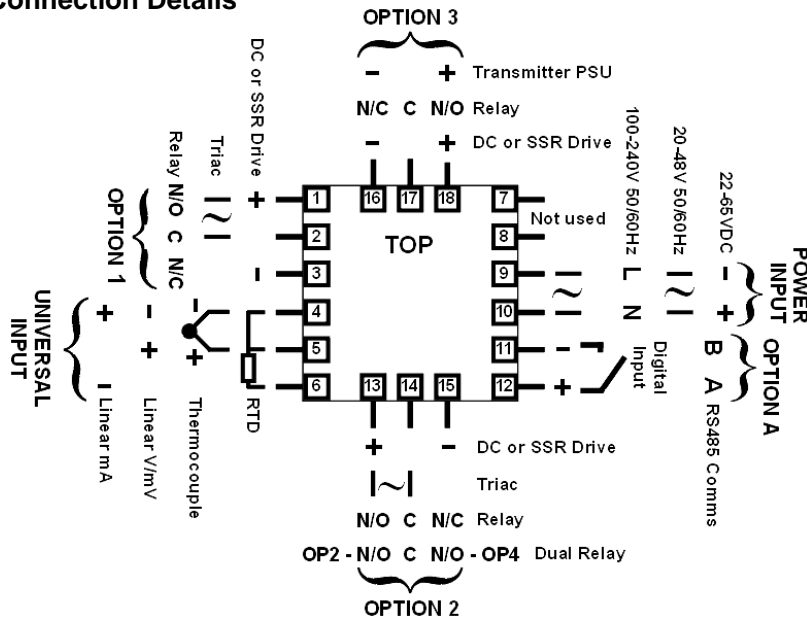 Connection Details
OPTION 3
- + Transmitter PSU
N/C C N/O Relay
- + DC or SSR Drive
16 17 18
TOP
DC or SSR Drive
+
-
Triac
~
Relay N/O C N/C
OPTION 1
1
2
3
4
5
6
UNIVERSAL
INPUT
+ - Linear mA
- + Linear V/mV
- + Thermocouple
RTD
7
8
9
10
11
12
Not used
~
100-240V 50/60Hz
L N
20-48V 50/60Hz
~
22-65VDC
- +
POWER
INPUT
- +
Digital
Input
B A RS485 Comms
OPTION A
13 14 15
+ - DC or SSR Drive
~ Triac
N/O C N/C Relay
OP2 - N/O C N/O - OP4 Dual Relay
OPTION 2